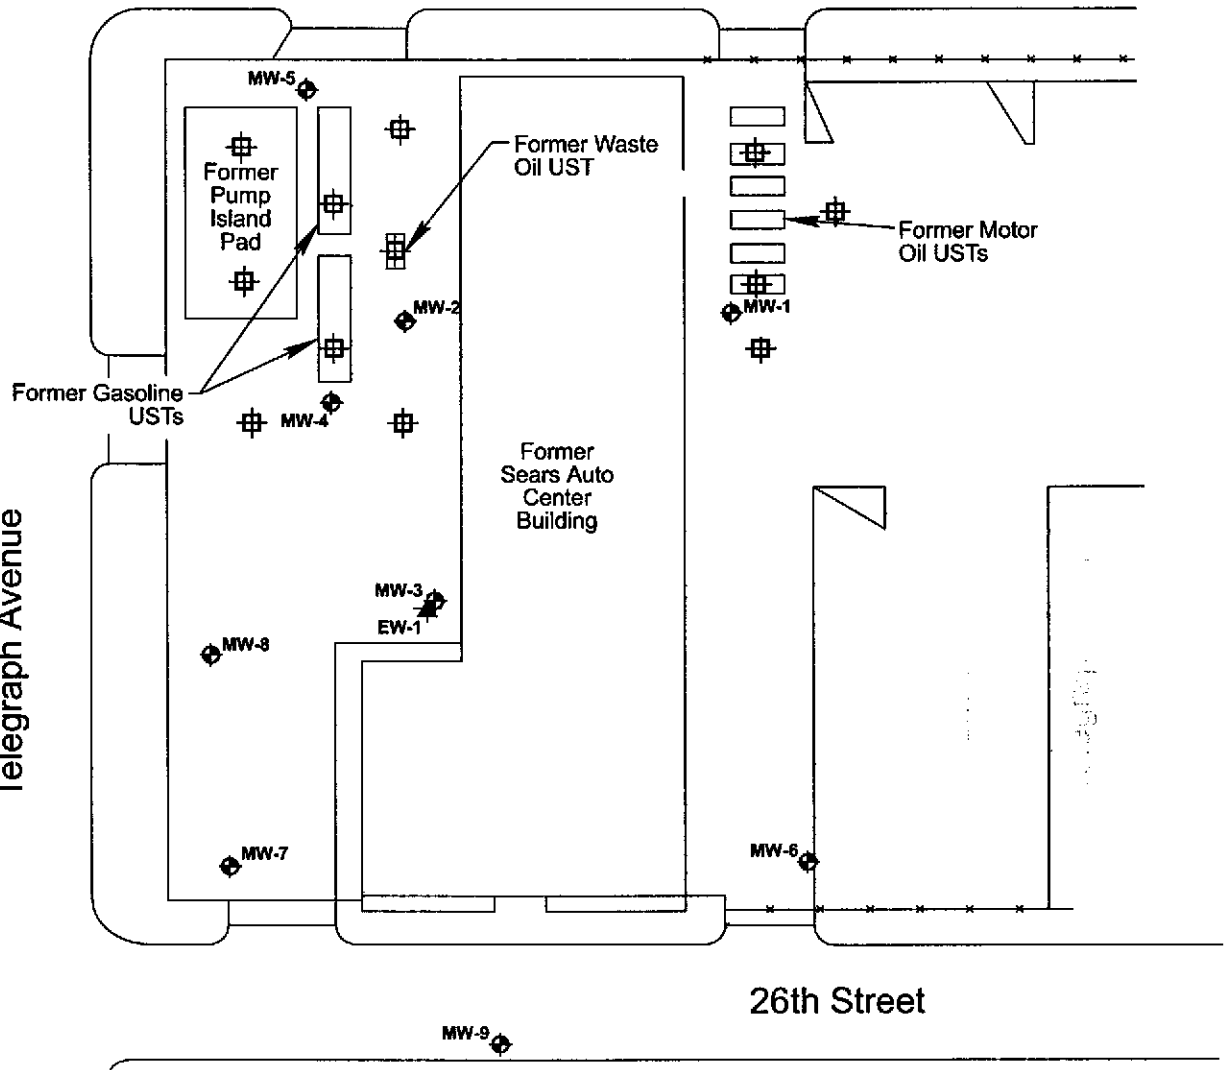 MW-5
Former Waste
Oil UST
Former
Pump
Island
Pad
Former Motor
Oil USTs
MW-2
MW-1
Former Gasoline
USTs
MW-4
Former
Sears Auto
Center
Building
Telegraph Avenue
MW-3
EW-1
MW-8
MW-7
MW-6
26th Street
MW-9